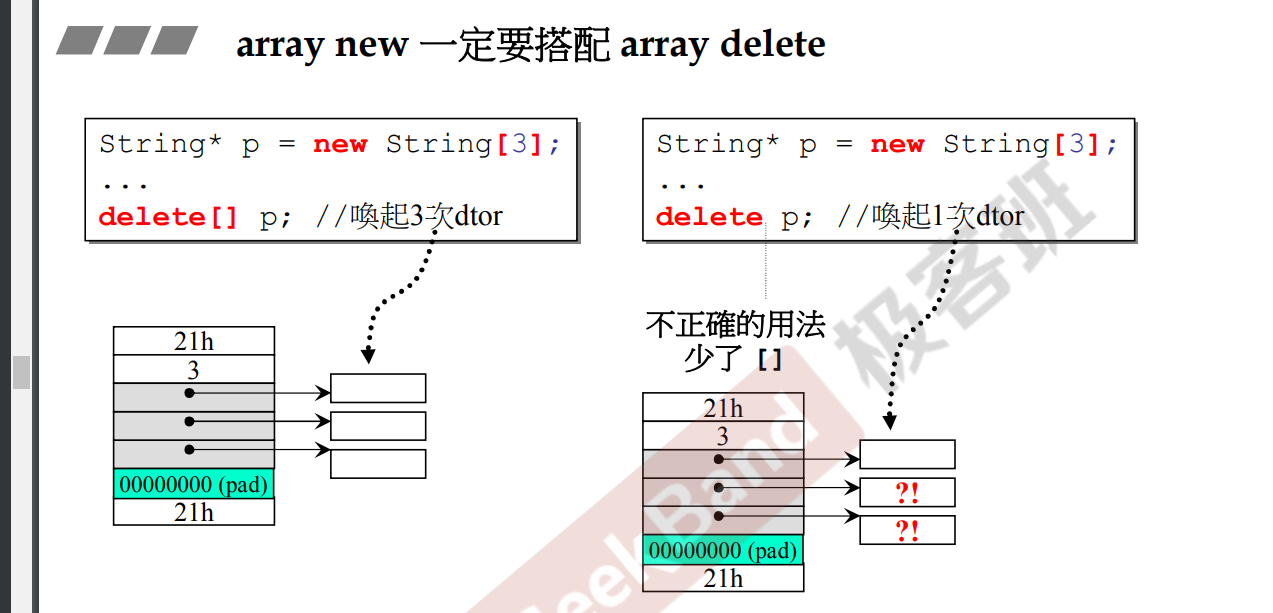 array new 一定要搭配 array delete
String* p = new String[3];
...
delete[] p; //喚起3次dtor
21h
3
00000000 (pad)
21h
String* p = new String[3];
...
delete p; //喚起1次dtor
不正確的用法
少了 []
21h
3
00000000 (pad)
21h
?!
?!
GeekBand 极客班